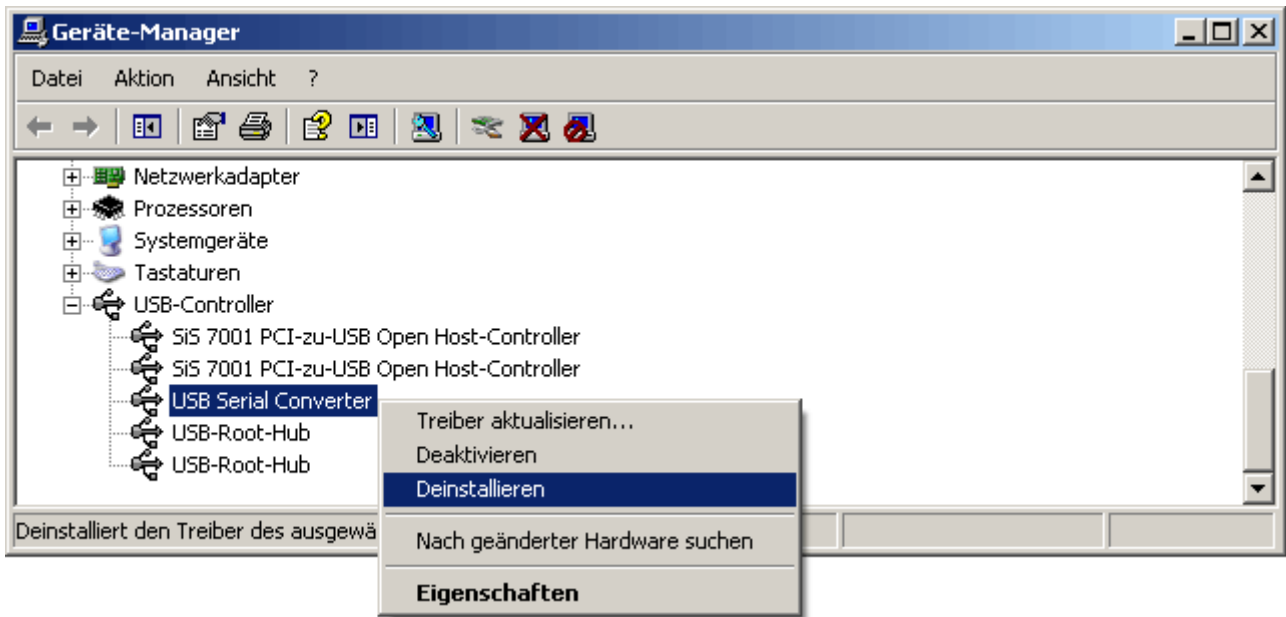 Geräte-Manager
Datei Aktion Ansicht ?
Netzwerkadapter
Prozessoren
Systemgeräte
Tastaturen
USB-Controller
SiS 7001 PCI-zu-USB Open Host-Controller
SiS 7001 PCI-zu-USB Open Host-Controller
USB Serial Converter
USB-Root-Hub
USB-Root-Hub
Treiber aktualisieren...
Deaktivieren
Deinstallieren
Nach geänderter Hardware suchen
Eigenschaften
Deinstalliert den Treiber des ausgewä